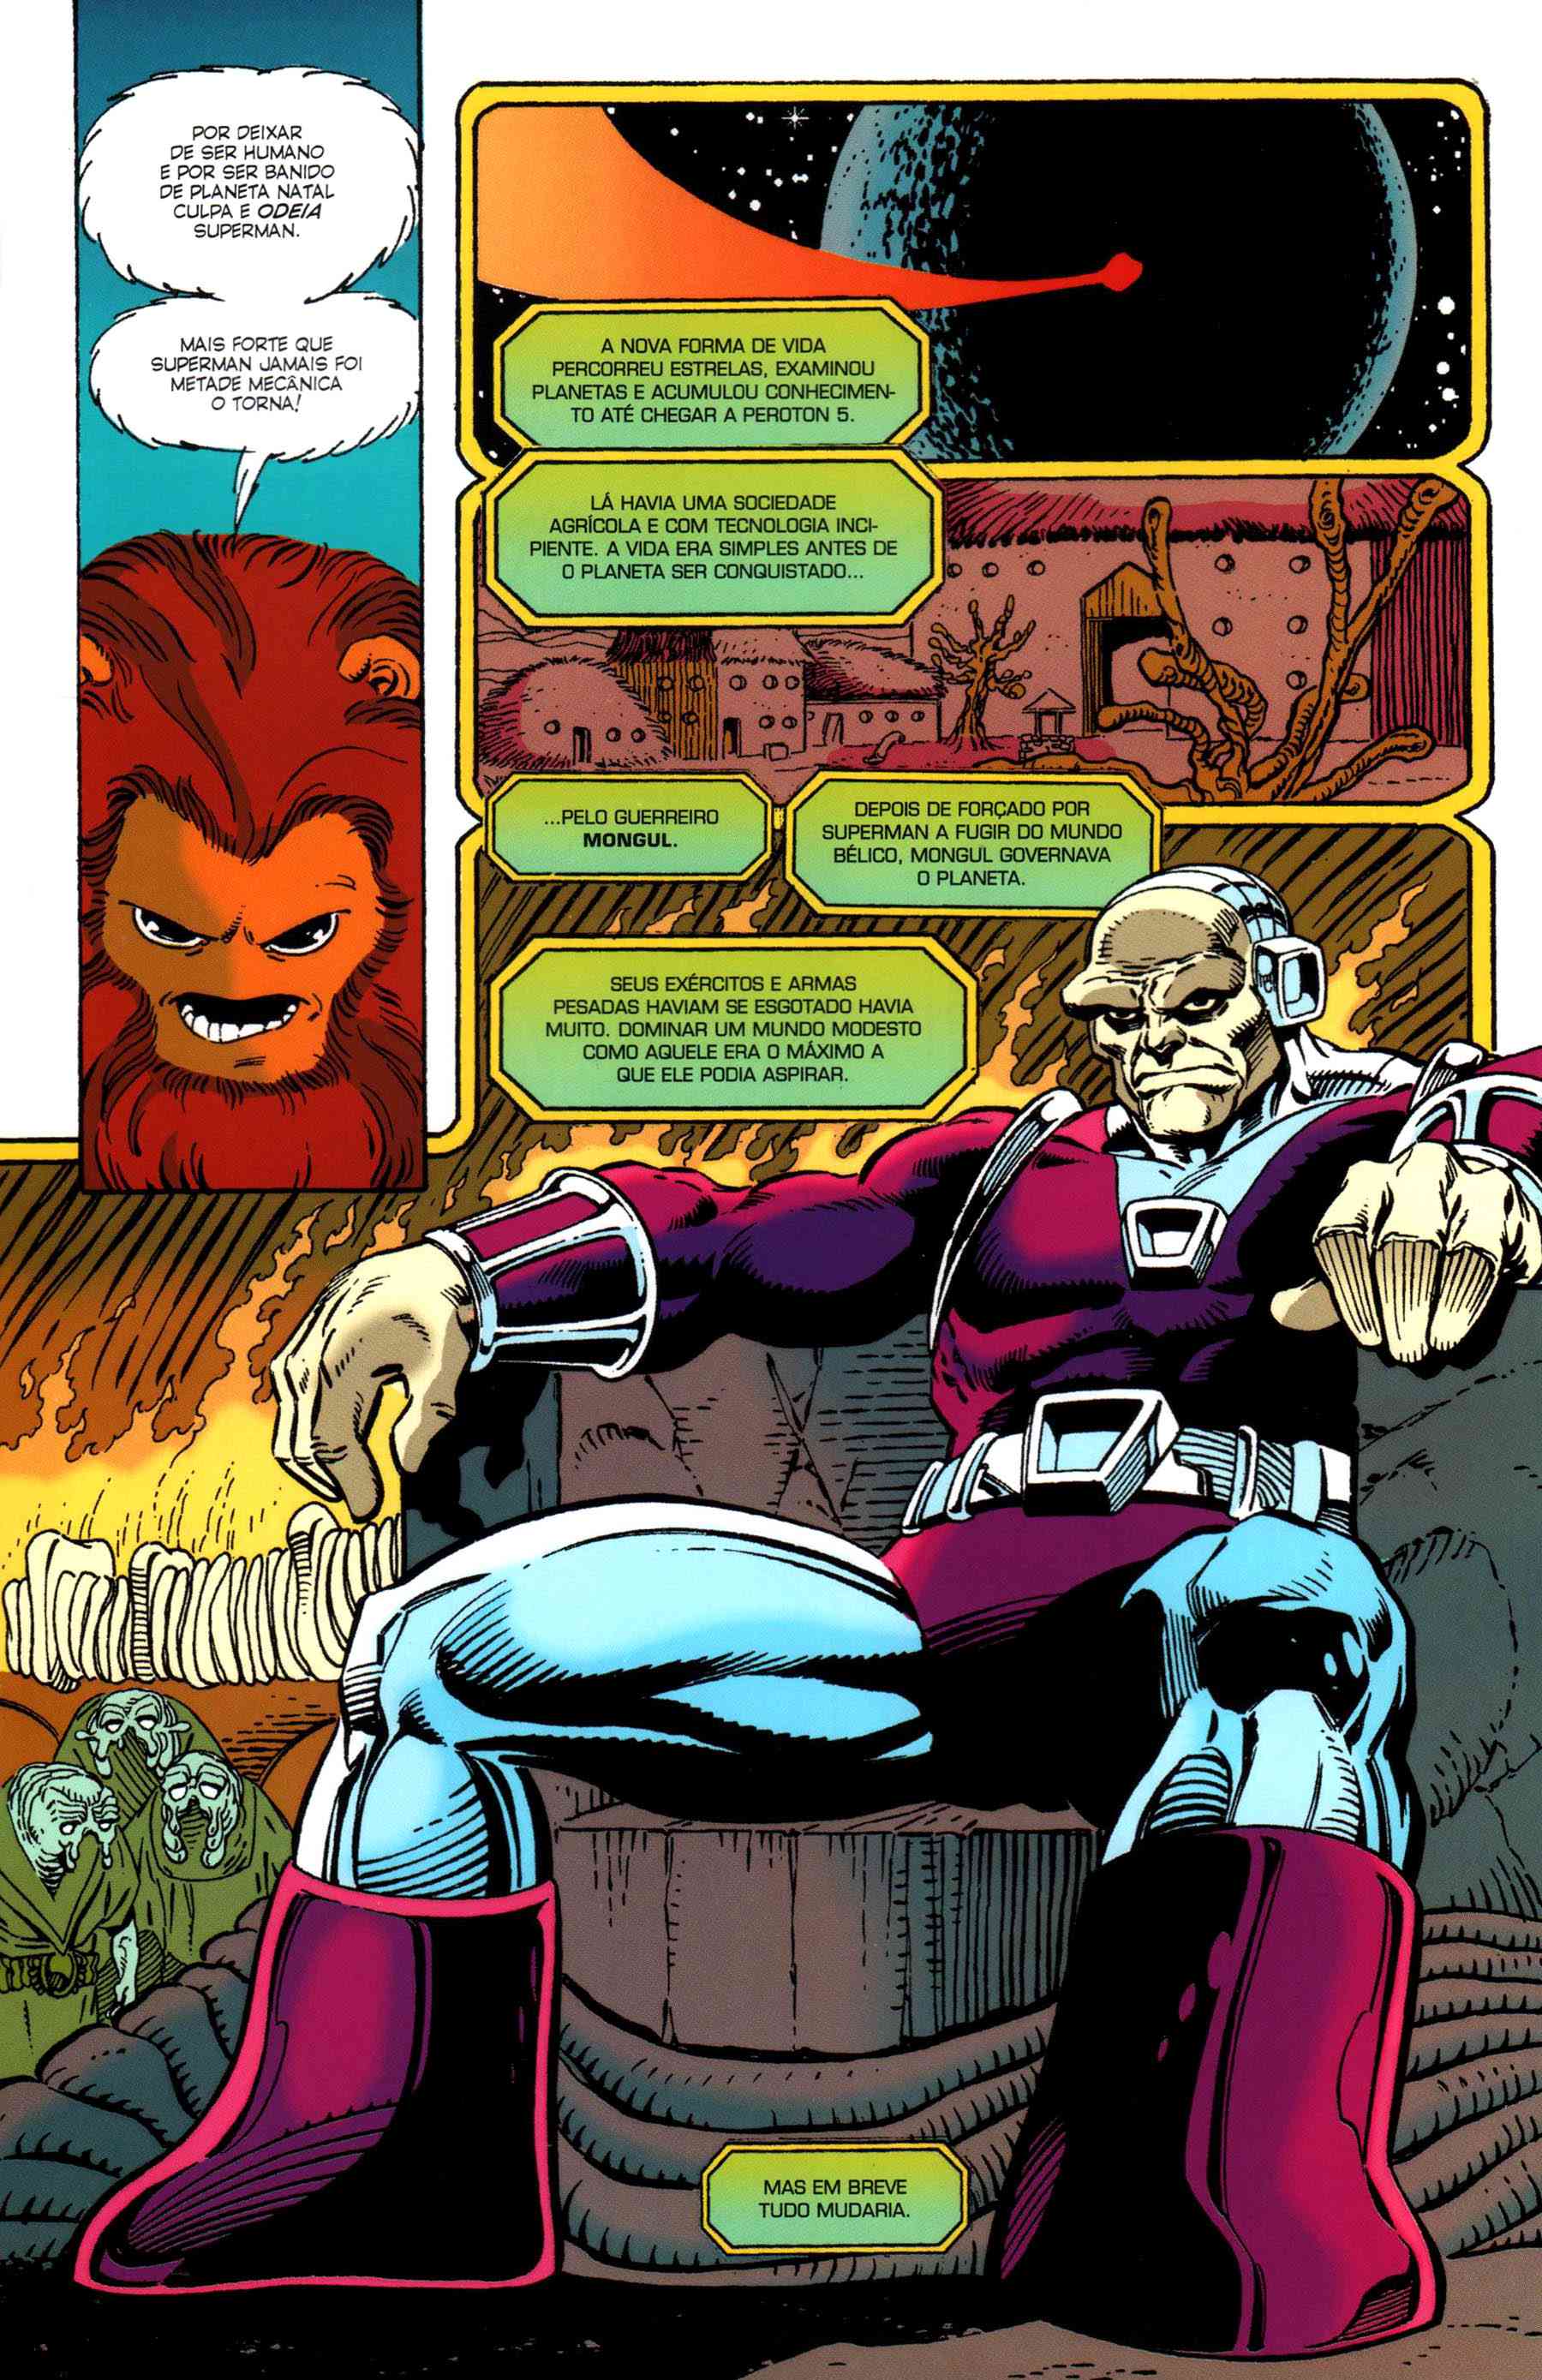 POR DEIXAR
DE SER HUMANO
E POR SER BANIDO
DE PLANETA NATAL
CULPA E ODEIA
SUPERMAN.
MAIS FORTE QUE
SUPERMAN JAMAIS FOI
METADE MECÂNICA
O TORNA!
A NOVA FORMA DE VIDA
PERCORREU ESTRELAS, EXAMINOU
PLANETAS E ACUMULOU CONHECIMEN-
TO ATÉ CHEGAR A PEROTON 5.
LÁ HAVIA UMA SOCIEDADE
AGRÍCOLA E COM TECNOLOGIA INCI-
PIENTE. A VIDA ERA SIMPLES ANTES DE
O PLANETA SER CONQUISTADO...
...PELO GUERREIRO
MONGUL.
DEPOIS DE FORÇADO POR
SUPERMAN A FUGIR DO MUNDO
BÉLICO, MONGUL GOVERNAVA
O PLANETA.
SEUS EXÉRCITOS E ARMAS
PESADAS HAVIAM SE ESGOTADO HAVIA
MUITO. DOMINAR UM MUNDO MODESTO
COMO AQUELE ERA O MÁXIMO A
QUE ELE PODIA ASPIRAR.
MAS EM BREVE
TUDO MUDARIA.